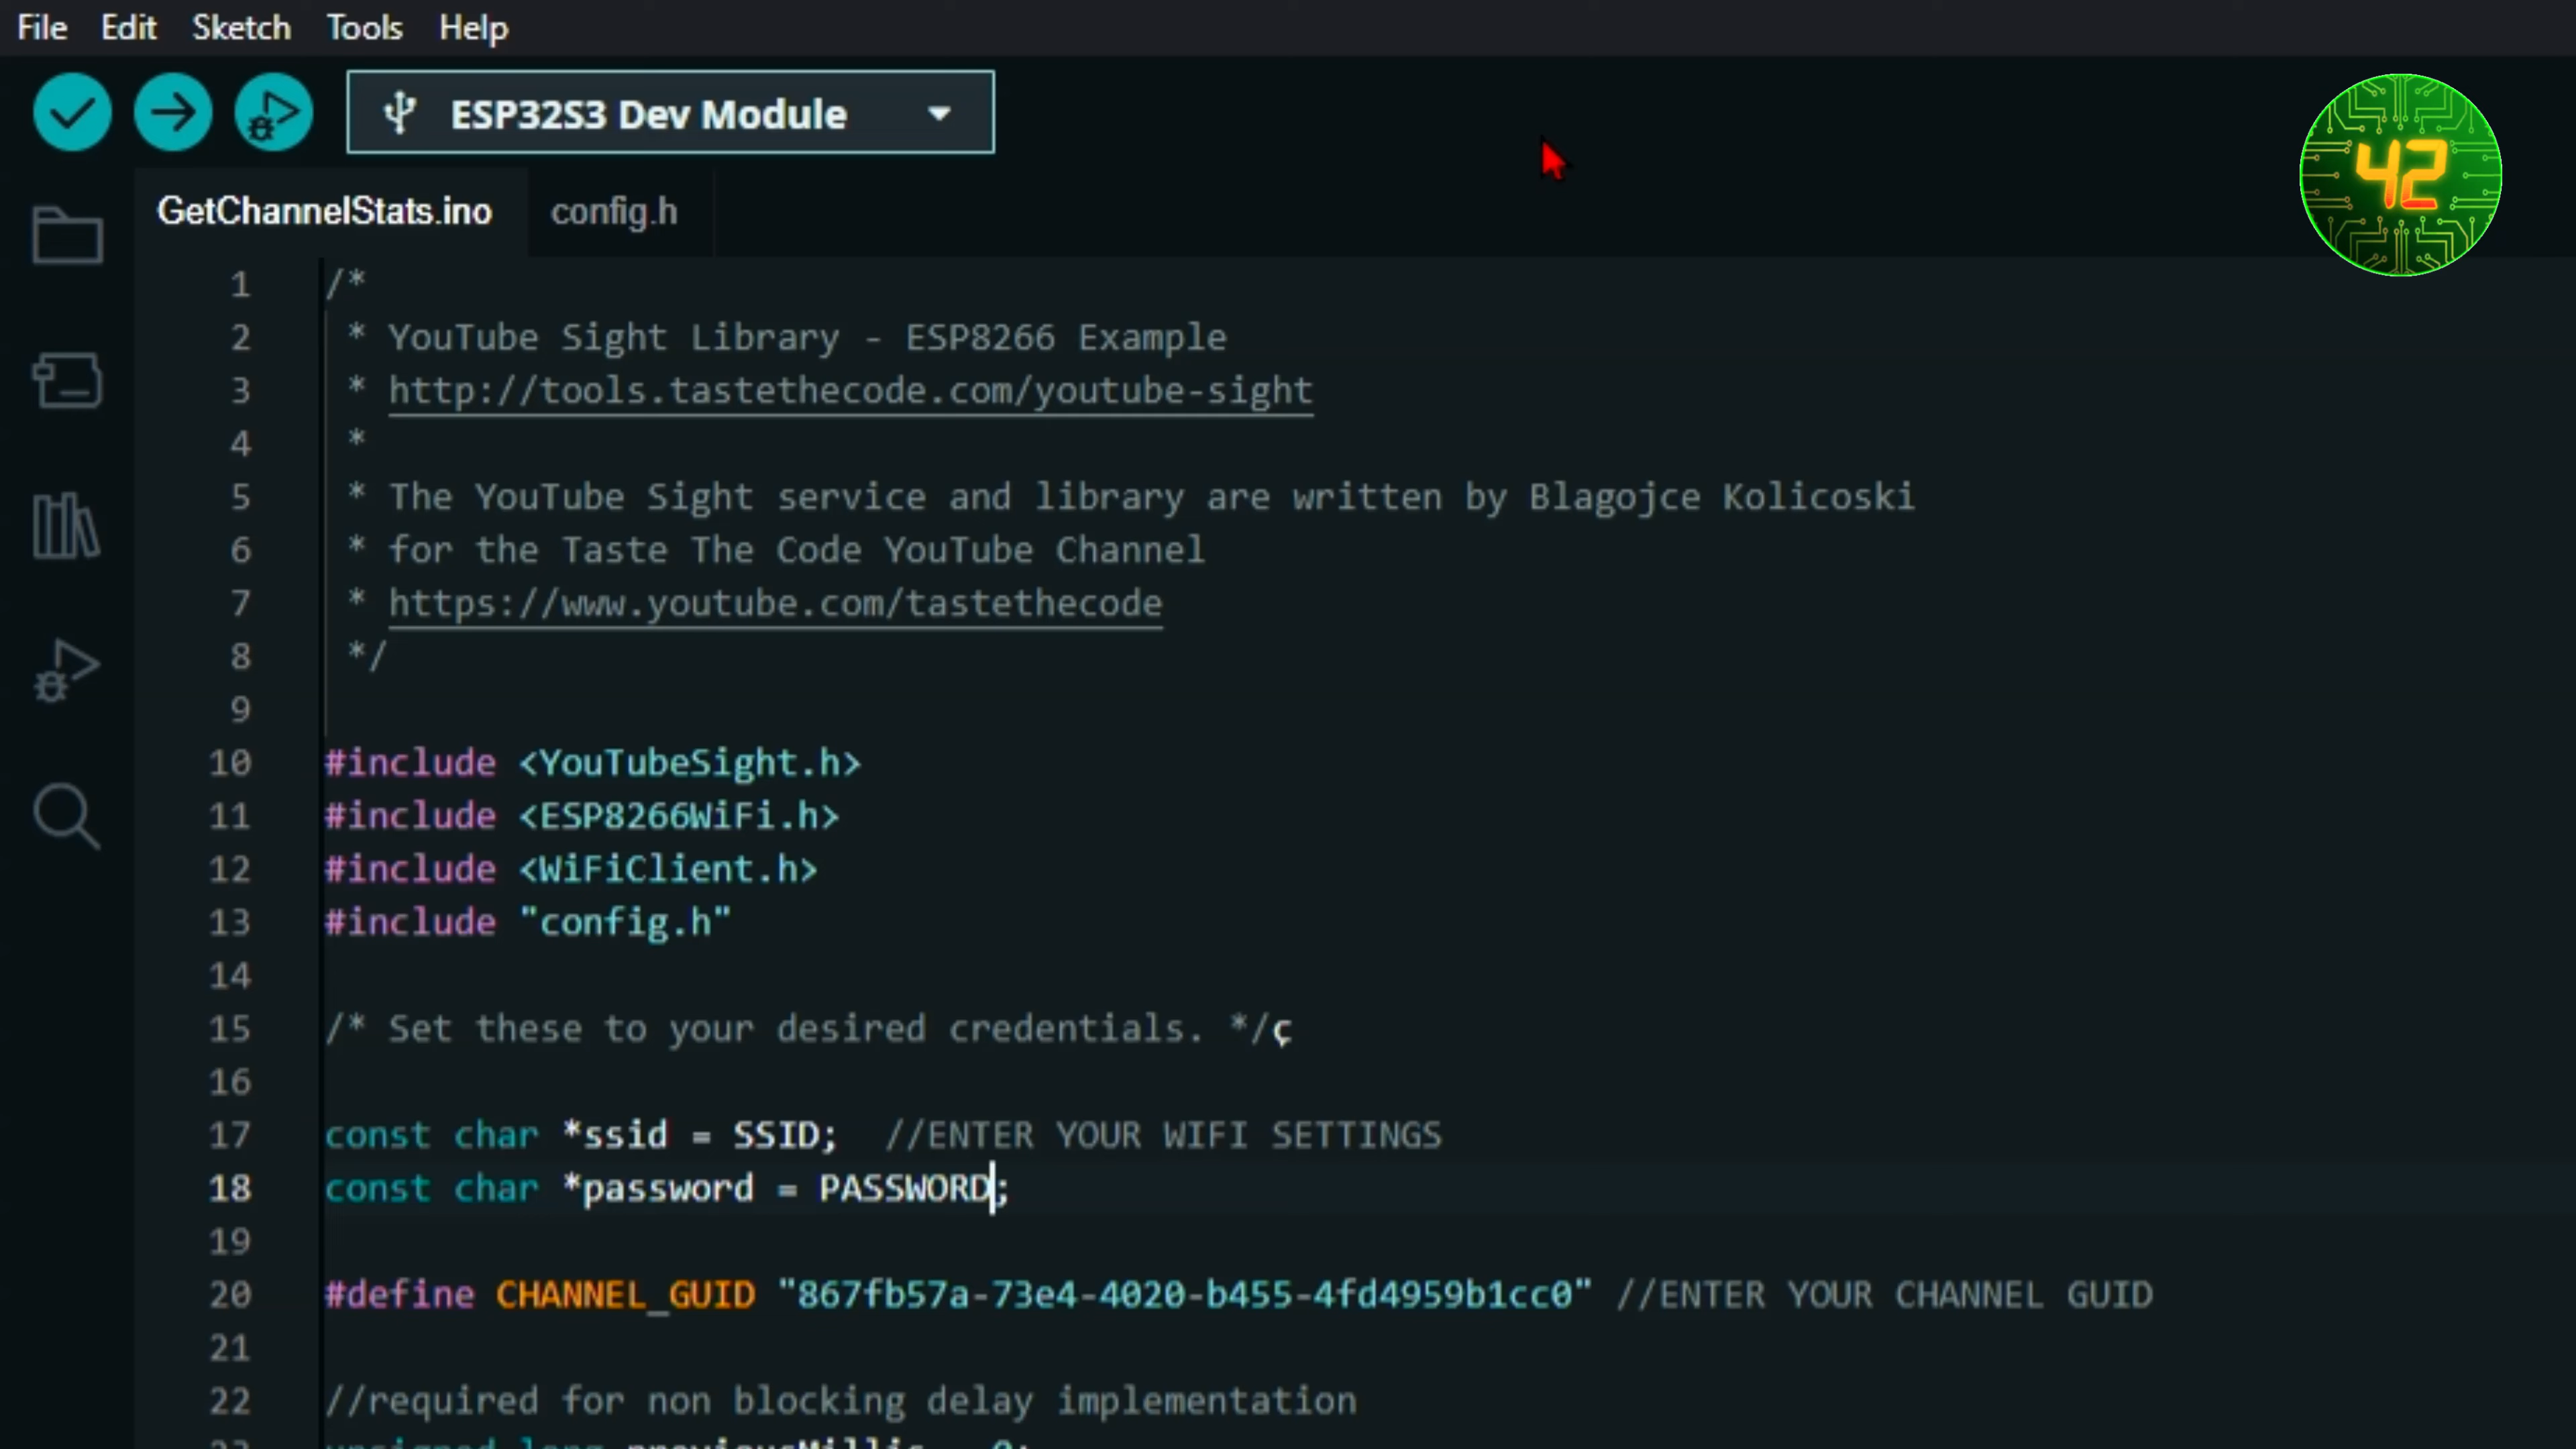 File Edit Sketch Tools Help
ESP32S3 Dev Module
42
GetChannelStats.ino config.h
1 /*
2 * YouTube Sight Library - ESP8266 Example
3 * http://tools.tastethecode.com/youtube-sight
4 *
5 * The YouTube Sight service and library are written by Blagojce Kolicoski
6 * for the Taste The Code YouTube Channel
7 * https://www.youtube.com/tastethecode
8 */
9
10 #include <YouTubeSight.h>
11 #include <ESP8266WiFi.h>
12 #include <WiFiClient.h>
13 #include "config.h"
14
15 /* Set these to your desired credentials. */ç
16
17 const char *ssid = SSID; //ENTER YOUR WIFI SETTINGS
18 const char *password = PASSWORD;
19
20 #define CHANNEL_GUID "867fb57a-73e4-4020-b455-4fd4959b1cc0" //ENTER YOUR CHANNEL GUID
21
22 //required for non blocking delay implementation
23 unsigned long previousMillis = 0;